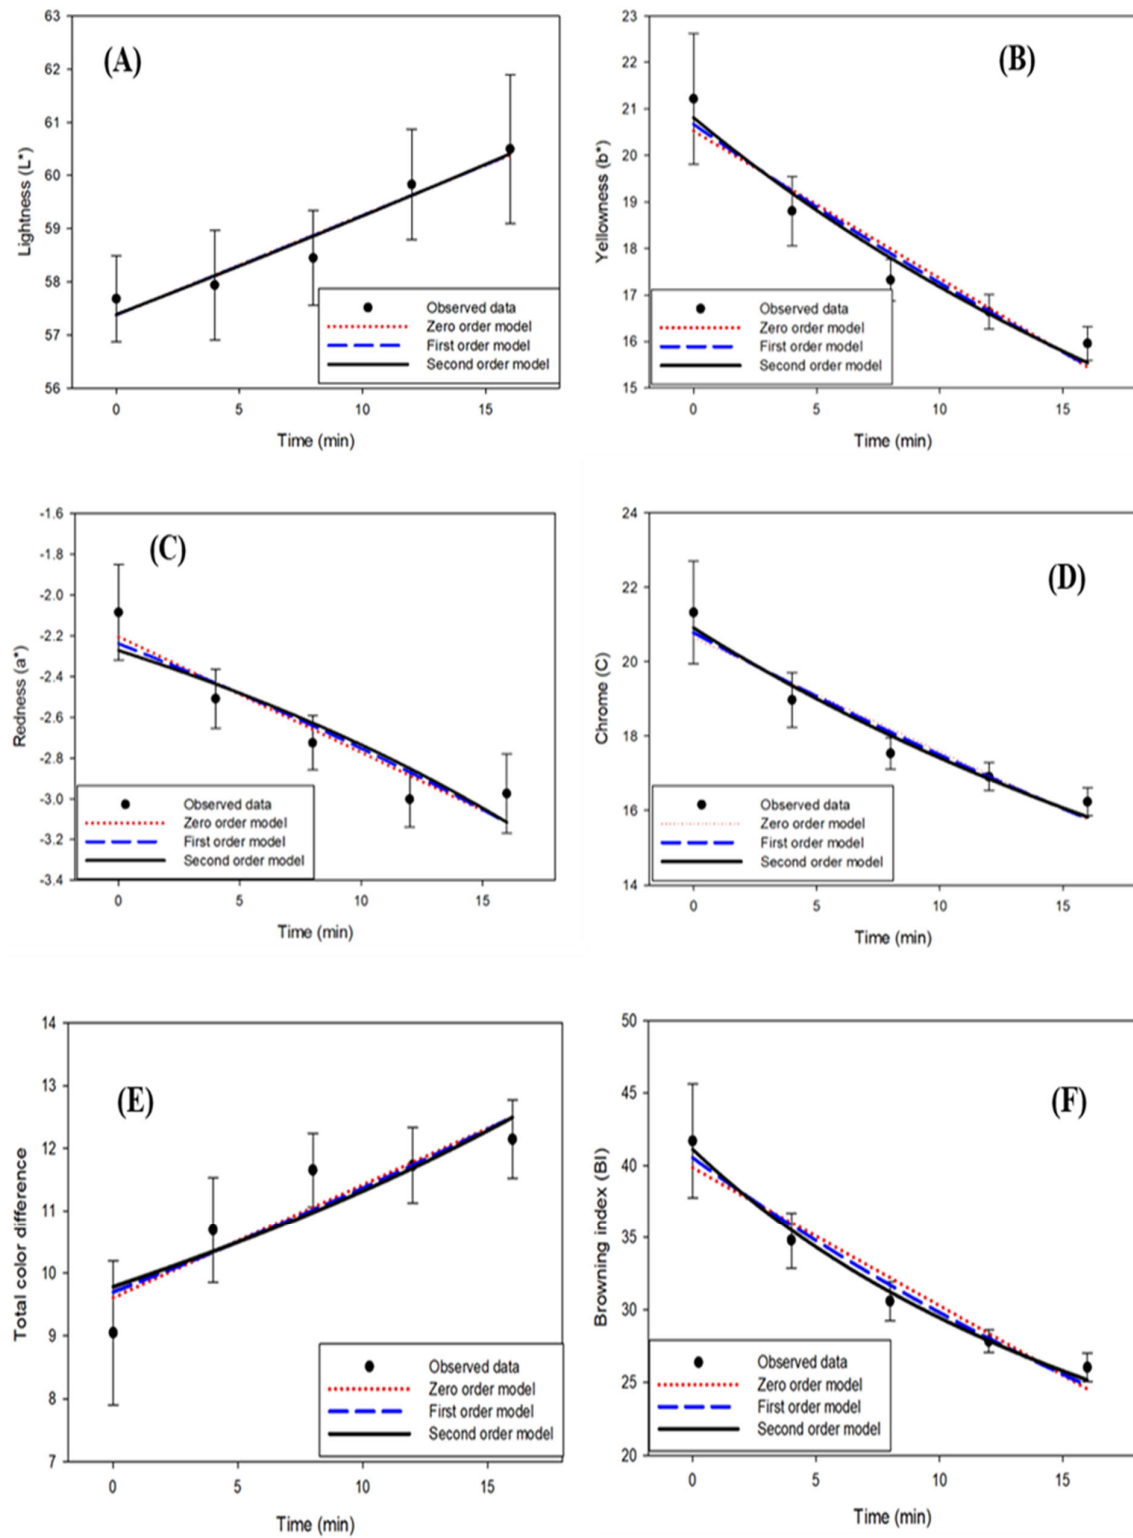 (A)
Lightness (L*)
63
62
61
60
59
58
57
56
0 5 10 15
Time (min)
Observed data
Zero order model
First order model
Second order model
(B)
Yellowness (b*)
23
22
21
20
19
18
17
16
15
0 5 10 15
Time (min)
Observed data
Zero order model
First order model
Second order model
(C)
Redness (a*)
-1.6
-1.8
-2.0
-2.2
-2.4
-2.6
-2.8
-3.0
-3.2
-3.4
0 5 10 15
Time (min)
Observed data
Zero order model
First order model
Second order model
(D)
Chrome (C)
24
22
20
18
16
14
0 5 10 15
Time (min)
Observed data
Zero order model
First order model
Second order model
(E)
Total color difference
14
13
12
11
10
9
8
7
0 5 10 15
Time (min)
Observed data
Zero order model
First order model
Second order model
(F)
Browning index (BI)
50
45
40
35
30
25
20
0 5 10 15
Time (min)
Observed data
Zero order model
First order model
Second order model